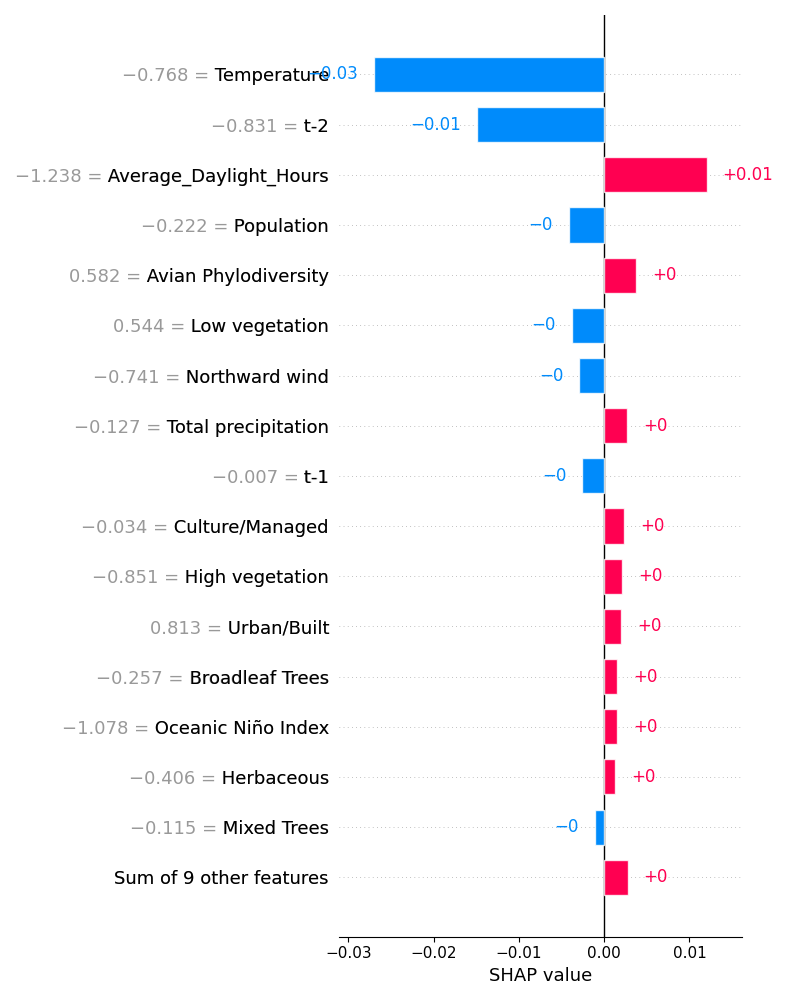 −0.768 = Temperature −0.03
−0.831 = t-2 −0.01
−1.238 = Average_Daylight_Hours +0.01
−0.222 = Population −0
0.582 = Avian Phylodiversity +0
0.544 = Low vegetation −0
−0.741 = Northward wind −0
−0.127 = Total precipitation +0
−0.007 = t-1 −0
−0.034 = Culture/Managed +0
−0.851 = High vegetation +0
0.813 = Urban/Built +0
−0.257 = Broadleaf Trees +0
−1.078 = Oceanic Niño Index +0
−0.406 = Herbaceous +0
−0.115 = Mixed Trees −0
Sum of 9 other features +0
−0.03 −0.02 −0.01 0.00 0.01
SHAP value